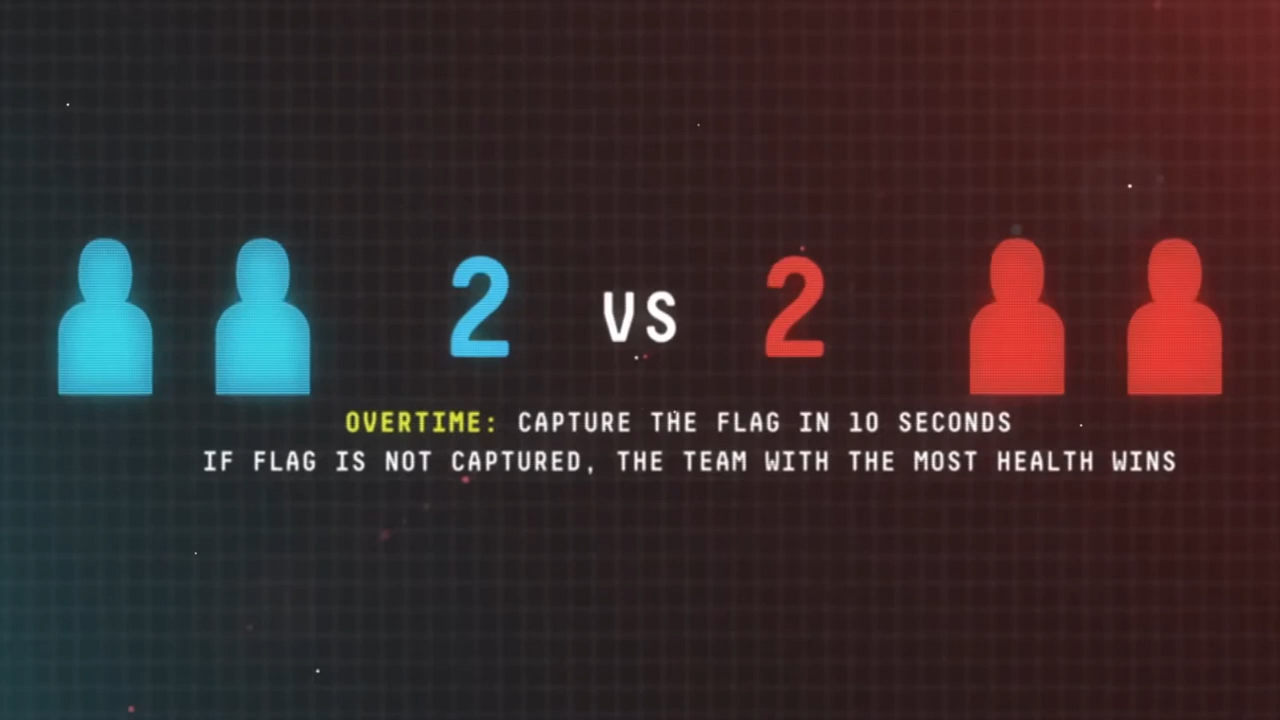 2 VS 2
OVERTIME: CAPTURE THE FLAG IN 10 SECONDS
IF FLAG IS NOT CAPTURED, THE TEAM WITH THE MOST HEALTH WINS